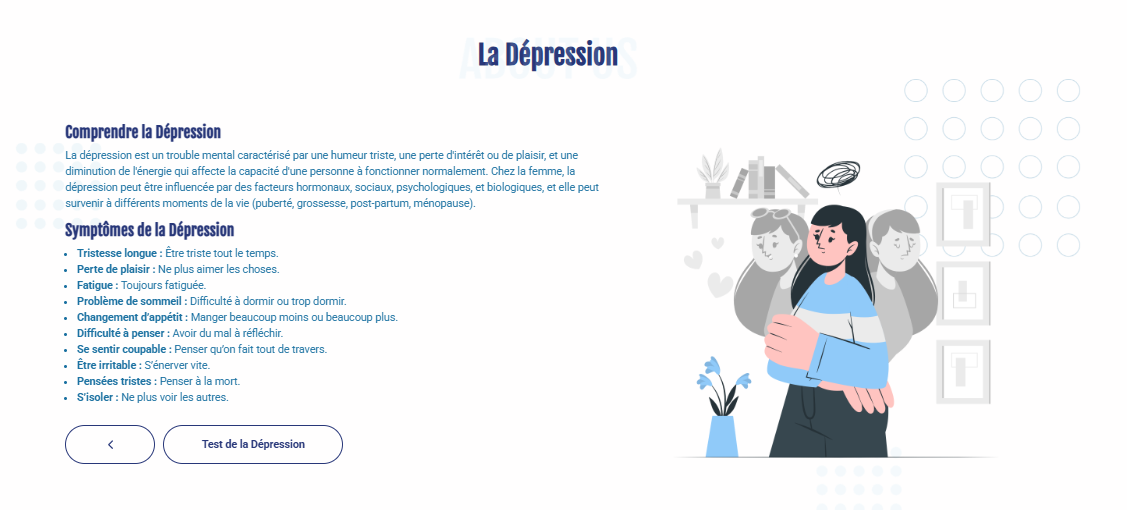 ABOUT US
La Dépression
Comprendre la Dépression
La dépression est un trouble mental caractérisé par une humeur triste, une perte d'intérêt ou de plaisir, et une
diminution de l'énergie qui affecte la capacité d'une personne à fonctionner normalement. Chez la femme, la
dépression peut être influencée par des facteurs hormonaux, sociaux, psychologiques, et biologiques, et elle peut
survenir à différents moments de la vie (puberté, grossesse, post-partum, ménopause).
Symptômes de la Dépression
• Tristesse longue : Être triste tout le temps.
• Perte de plaisir : Ne plus aimer les choses.
• Fatigue : Toujours fatiguée.
• Problème de sommeil : Difficulté à dormir ou trop dormir.
• Changement d'appétit : Manger beaucoup moins ou beaucoup plus.
• Difficulté à penser : Avoir du mal à réfléchir.
• Se sentir coupable : Penser qu'on fait tout de travers.
• Être irritable : S'énerver vite.
• Pensées tristes : Penser à la mort.
• S'isoler : Ne plus voir les autres.
Test de la Dépression